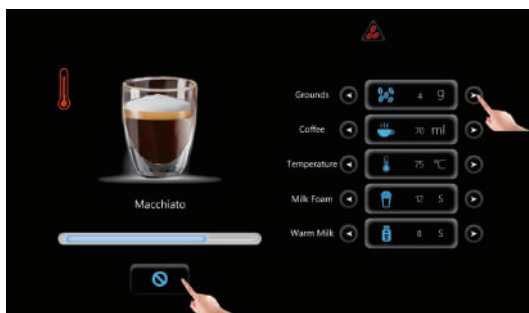 Grounds 4 g
Coffee 70 ml
Temperature 75 °C
Milk Foam 12 S
Warm Milk 8 S
Macchiato